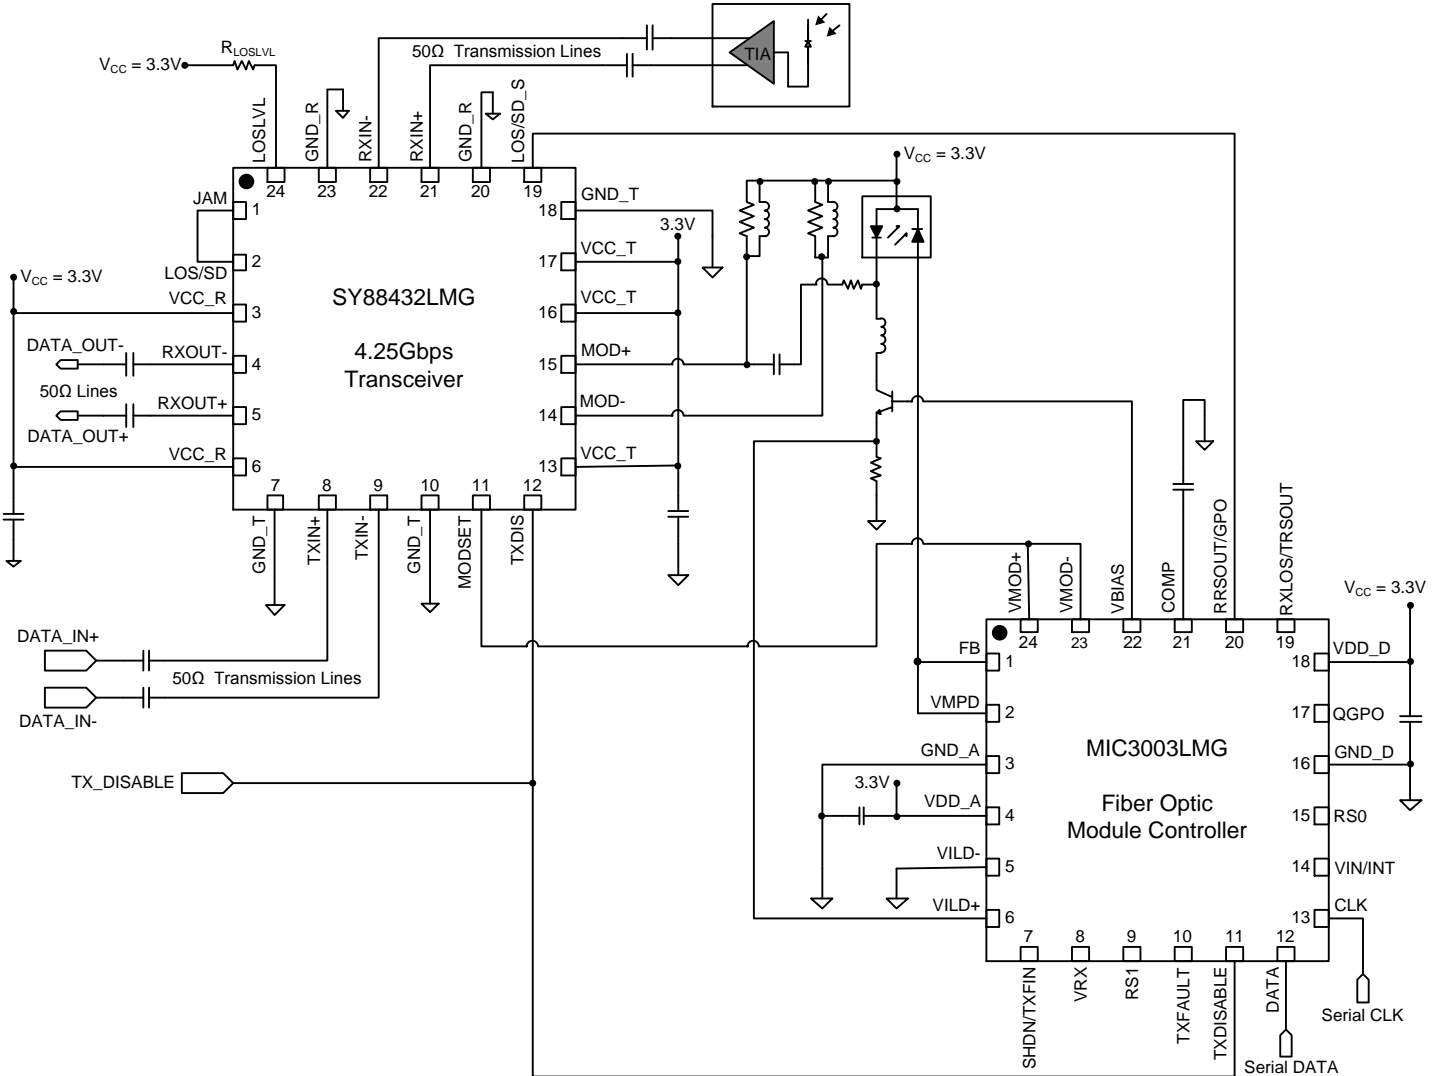 50Ω Transmission Lines
TIA
R_LOSLVL
V_CC = 3.3V
LOSLVL
GND_R
RXIN-
RXIN+
GND_R
LOS/SD_S
24
23
22
21
20
19
JAM
1
2
LOS/SD
V_CC = 3.3V
VCC_R
3
DATA_OUT-
RXOUT-
4
50Ω Lines
RXOUT+
5
DATA_OUT+
VCC_R
6
SY88432LMG
4.25Gbps
Transceiver
18
GND_T
3.3V
17
VCC_T
16
VCC_T
15
MOD+
14
MOD-
13
VCC_T
7
8
9
10
11
12
GND_T
TXIN+
TXIN-
GND_T
MODSET
TXDIS
V_CC = 3.3V
DATA_IN+
50Ω Transmission Lines
DATA_IN-
TX_DISABLE
VMOD+
VMOD-
VBIAS
COMP
RRSOUT/GPO
RXLOS/TRSOUT
24
23
22
21
20
19
V_CC = 3.3V
FB
1
VMPD
2
GND_A
3
3.3V
VDD_A
4
VILD-
5
VILD+
6
MIC3003LMG
Fiber Optic
Module Controller
18
VDD_D
17
QGPO
16
GND_D
15
RS0
14
VIN/INT
13
CLK
7
8
9
10
11
12
SHDN/TXFIN
VRX
RS1
TXFAULT
TXDISABLE
DATA
Serial CLK
Serial DATA